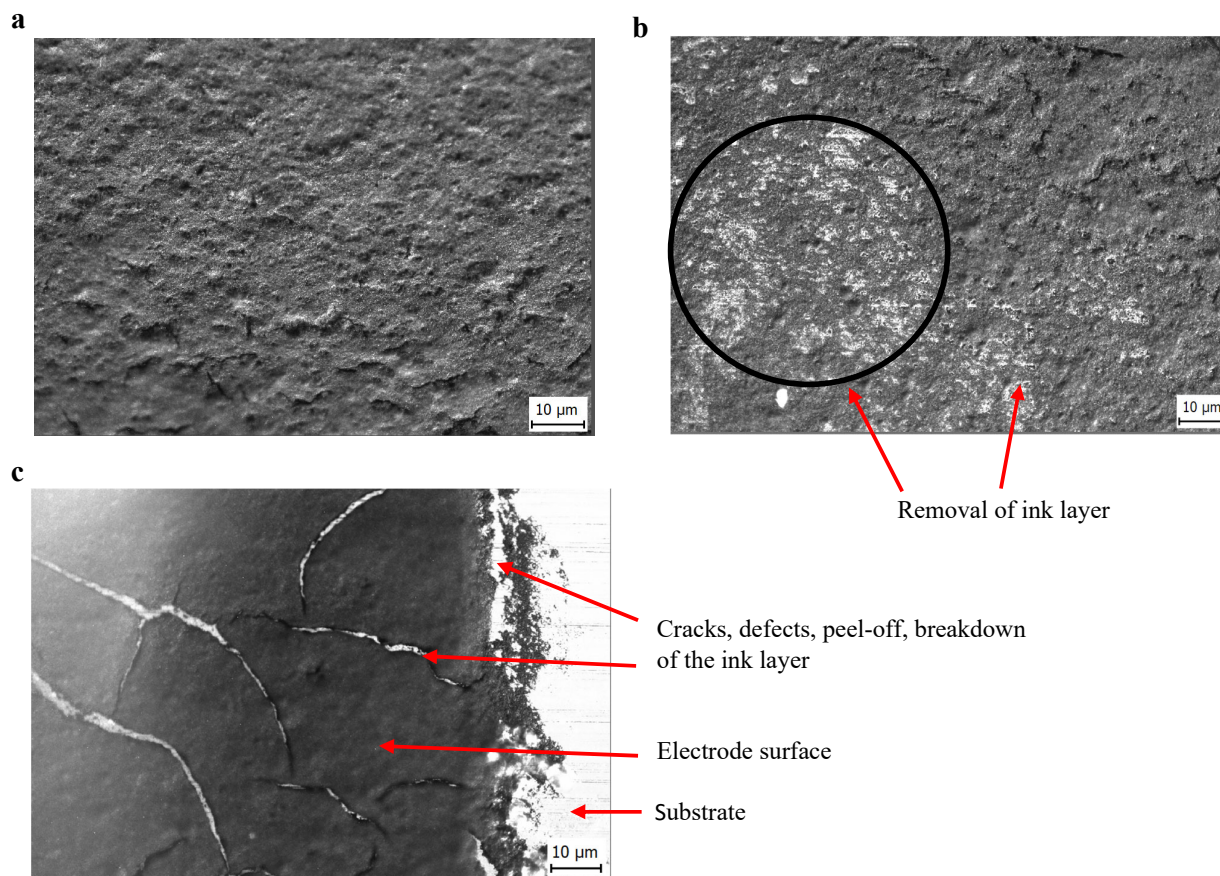 a
b
10 µm
10 µm
Removal of ink layer
c
Cracks, defects, peel-off, breakdown
of the ink layer
Electrode surface
Substrate
10 µm